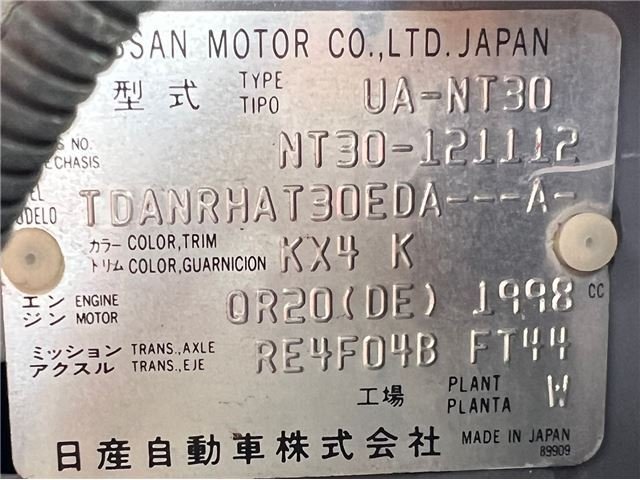 SSAN MOTOR CO.,LTD. JAPAN
型式 TYPE TIPO UA-NT30
NO. CHASIS NT30-121112
TDANRHAT30EDA---A-
カラー COLOR,TRIM
トリム COLOR,GUARNICION KX4 K
エンジン ENGINE MOTOR QR20(DE) 1998 CC
ミッション TRANS.,AXLE
アクスル TRANS.,EJE RE4F04B FT44
工場 PLANT PLANTA W
日産自動車株式会社 MADE IN JAPAN
89909